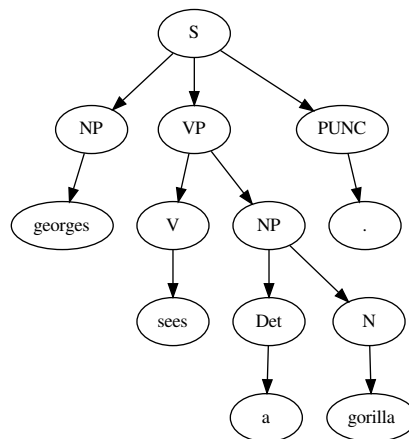 S
NP VP PUNC
georges V NP .
sees Det N
a gorilla